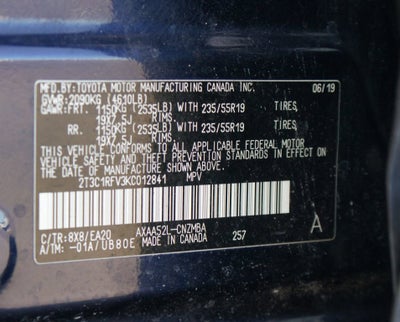 MFD.BY:TOYOTA MOTOR MANUFACTURING CANADA INC. 06/19
GVWR:2090KG (4610LB)
GAWR:FRT. 1150KG (2535LB) WITH 235/55R19 TIRES,
19X7.5J RIMS,
RR. 1150KG (2535LB) WITH 235/55R19 TIRES,
19X7.5J RIMS,
THIS VEHICLE CONFORMS TO ALL APPLICABLE FEDERAL MOTOR
VEHICLE SAFETY AND THEFT PREVENTION STANDARDS IN EFFECT ON
THE DATE OF MANUFACTURE SHOWN ABOVE.
2T3C1RFV3KC012841 MPV
C/TR:8X8/EA20 AXAA52L-CNZMBA A
A/TM: -01A/UB80E MADE IN CANADA 257